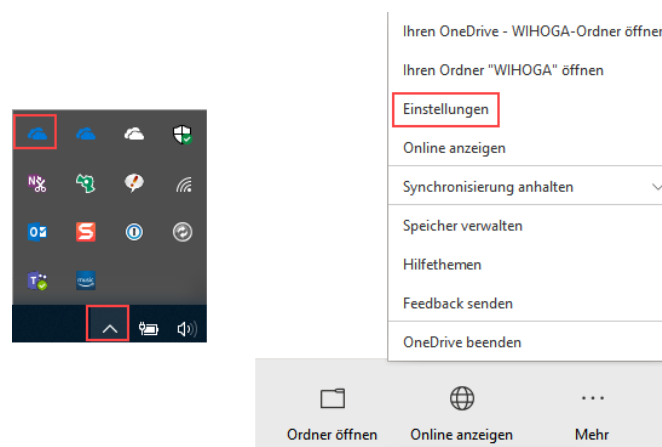 Ihren OneDrive - WIHOGA-Ordner öffnen
Ihren Ordner "WIHOGA" öffnen
Einstellungen
Online anzeigen
Synchronisierung anhalten
Speicher verwalten
Hilfethemen
Feedback senden
OneDrive beenden
Ordner öffnen
Online anzeigen
Mehr